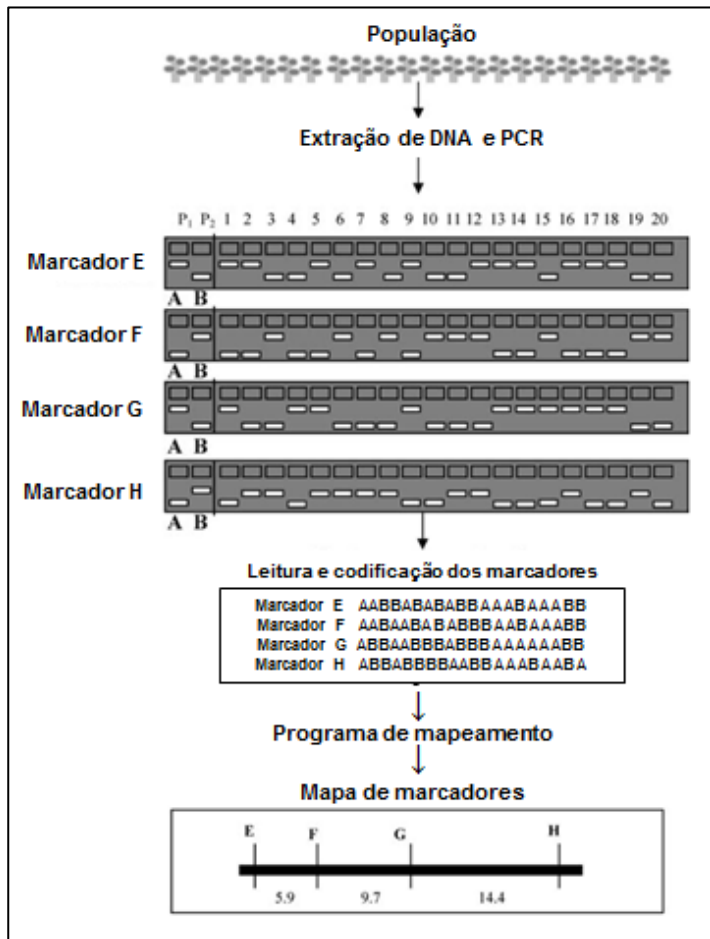 População
Extração de DNA e PCR
P1 P2 1 2 3 4 5 6 7 8 9 10 11 12 13 14 15 16 17 18 19 20
Marcador E
A B
Marcador F
A B
Marcador G
A B
Marcador H
A B
Leitura e codificação dos marcadores
Marcador E AABBABABABBAAABAAABB
Marcador F AABAABABABBBAABAAABB
Marcador G ABBAABBBABBBAAAAAABB
Marcador H ABBABBBBAABBAAABAABA
Programa de mapeamento
Mapa de marcadores
E F G H
5.9 9.7 14.4